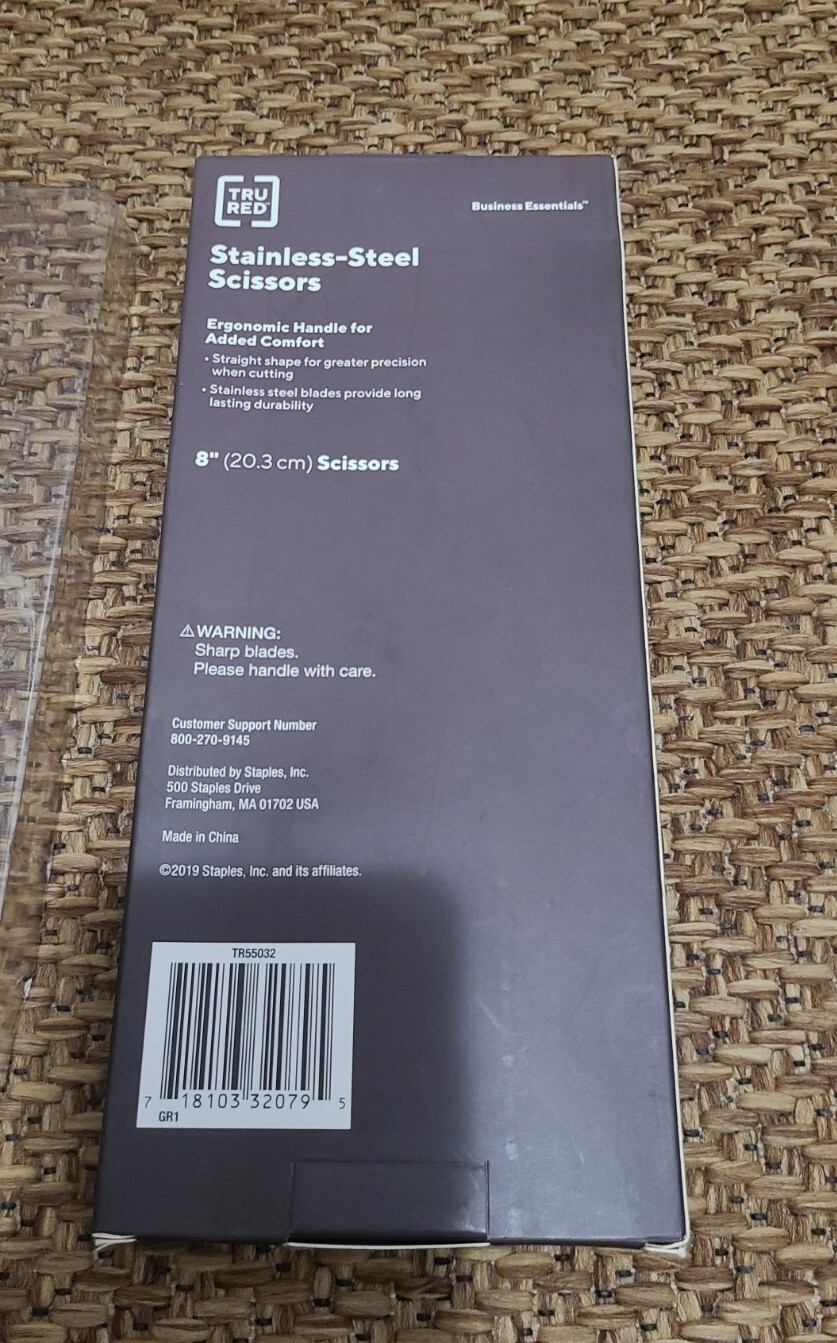 TRU
RED™
Business Essentials™
Stainless-Steel
Scissors
Ergonomic Handle for
Added Comfort
• Straight shape for greater precision
when cutting
• Stainless steel blades provide long
lasting durability
8" (20.3 cm) Scissors
⚠WARNING:
Sharp blades.
Please handle with care.
Customer Support Number
800-270-9145
Distributed by Staples, Inc.
500 Staples Drive
Framingham, MA 01702 USA
Made in China
©2019 Staples, Inc. and its affiliates.
TR55032
7 18103 32079 5
GR1